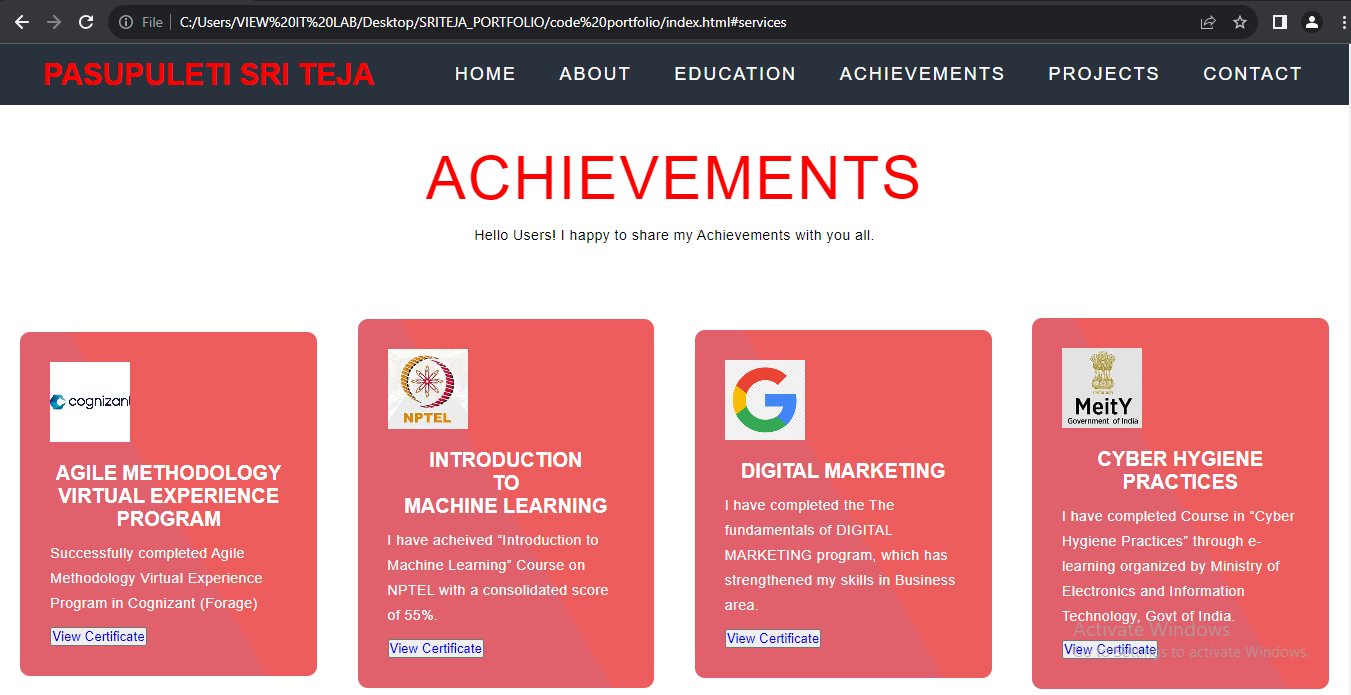 File | C:/Users/VIEW%20IT%20LAB/Desktop/SRITEJA_PORTFOLIO/code%20portfolio/index.html#services
PASUPULETI SRI TEJA HOME ABOUT EDUCATION ACHIEVEMENTS PROJECTS CONTACT
ACHIEVEMENTS
Hello Users! I happy to share my Achievements with you all.
cognizant
AGILE METHODOLOGY
VIRTUAL EXPERIENCE
PROGRAM
Successfully completed Agile
Methodology Virtual Experience
Program in Cognizant (Forage)
View Certificate
NPTEL
INTRODUCTION
TO
MACHINE LEARNING
I have acheived “Introduction to
Machine Learning” Course on
NPTEL with a consolidated score
of 55%.
View Certificate
G
DIGITAL MARKETING
I have completed the The
fundamentals of DIGITAL
MARKETING program, which has
strengthened my skills in Business
area.
View Certificate
MeitY
Government of India
CYBER HYGIENE
PRACTICES
I have completed Course in “Cyber
Hygiene Practices” through e-
learning organized by Ministry of
Electronics and Information
Technology, Govt of India.
View Certificate
Activate Windows
Go to Settings to activate Windows.